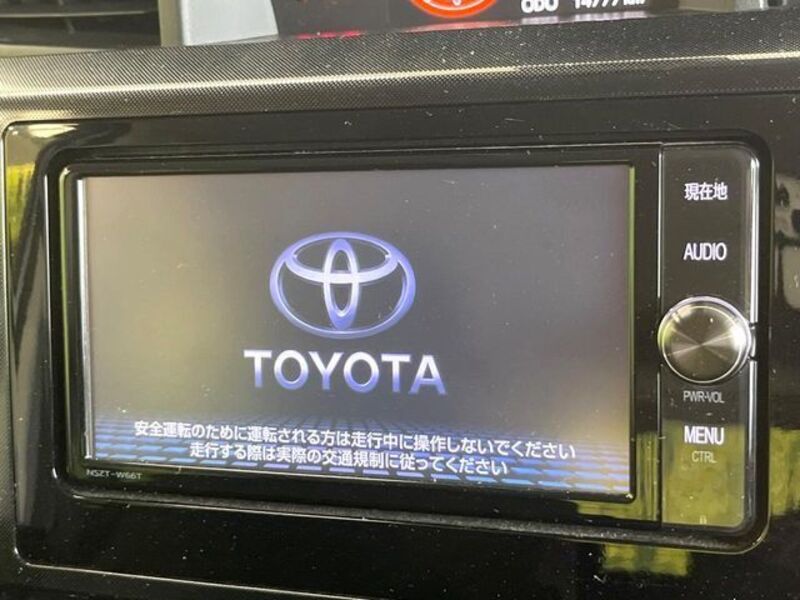 ODO
現在地
AUDIO
TOYOTA
PWR-VOL
安全運転のために運転される方は走行中に操作しないでください
走行する際は実際の交通規制に従ってください
MENU
CTRL
NSZT-W66T